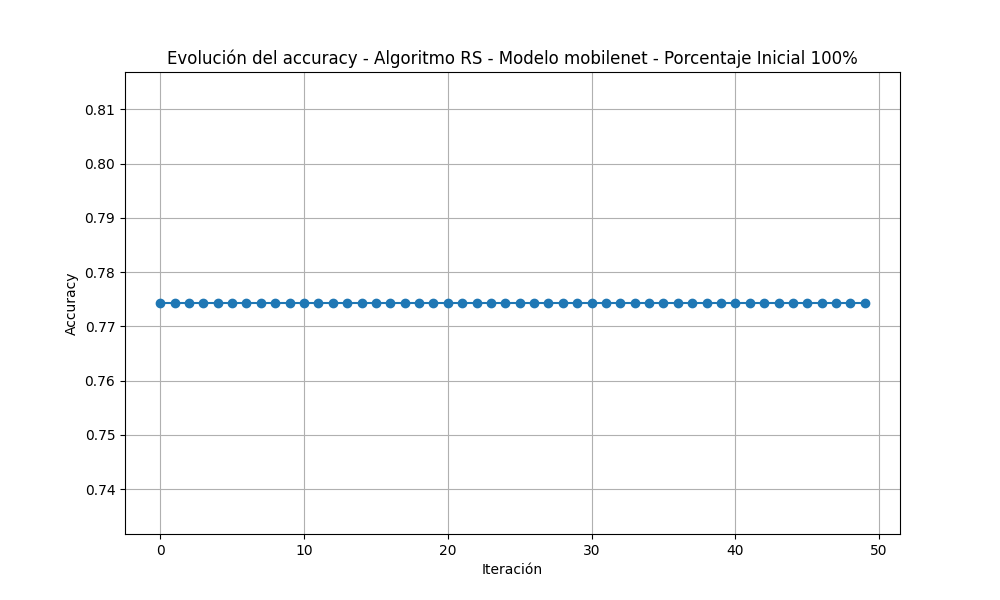 Evolución del accuracy - Algoritmo RS - Modelo mobilenet - Porcentaje Inicial 100%
0.81
0.80
0.79
0.78
0.77
0.76
0.75
0.74
Accuracy
0 10 20 30 40 50
Iteración